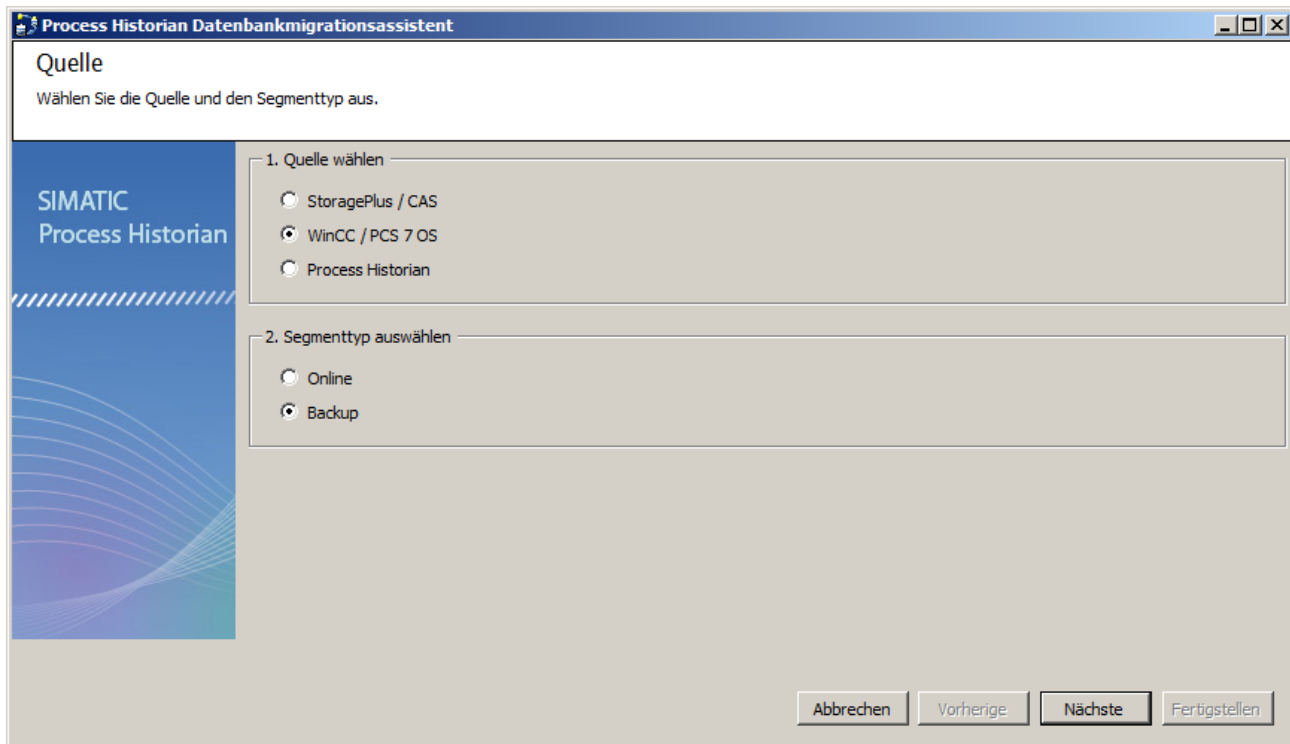 Process Historian Datenbankmigrationsassistent
Quelle
Wählen Sie die Quelle und den Segmenttyp aus.
SIMATIC
Process Historian
1. Quelle wählen
StoragePlus / CAS
WinCC / PCS 7 OS
Process Historian
2. Segmenttyp auswählen
Online
Backup
Abbrechen
Vorherige
Nächste
Fertigstellen